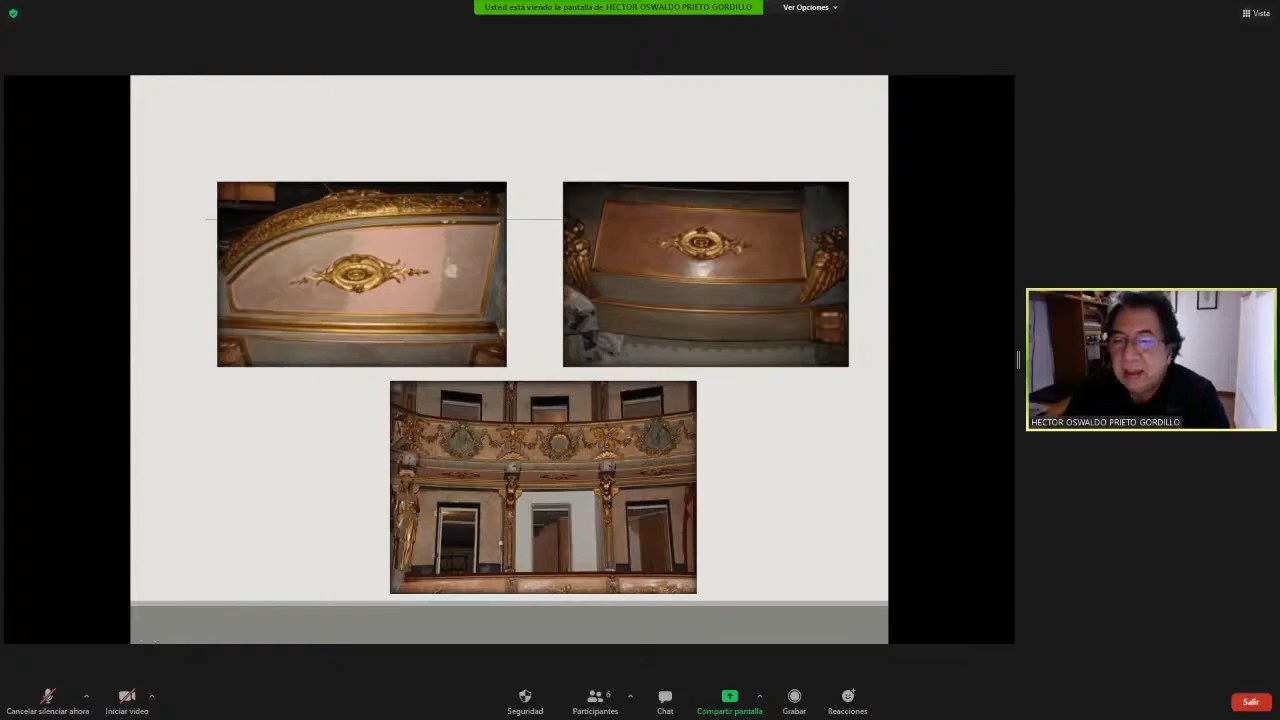 Usted está viendo la pantalla de HECTOR OSWALDO PRIETO GORDILLO
Ver Opciones
Vista
HECTOR OSWALDO PRIETO GORDILLO
Cancelar silenciar ahora
Iniciar video
Seguridad
6
Participantes
Chat
Compartir pantalla
Grabar
Reacciones
Salir